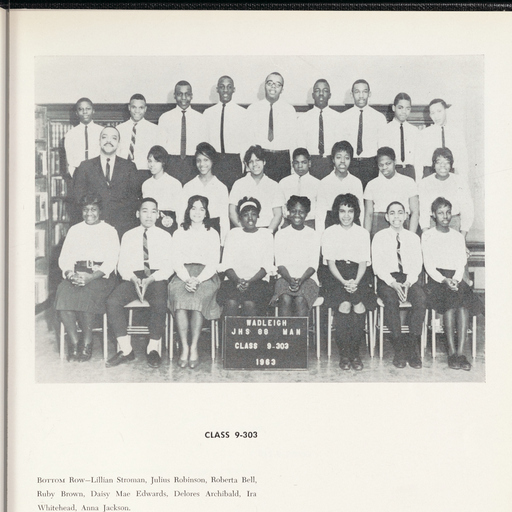 WADLEIGH
JHS 88 MAN
CLASS 9-303
1963
CLASS 9-303
BOTTOM ROW—Lillian Stroman, Julius Robinson, Roberta Bell,
Ruby Brown, Daisy Mae Edwards, Delores Archibald, Ira
Whitehead, Anna Jackson.